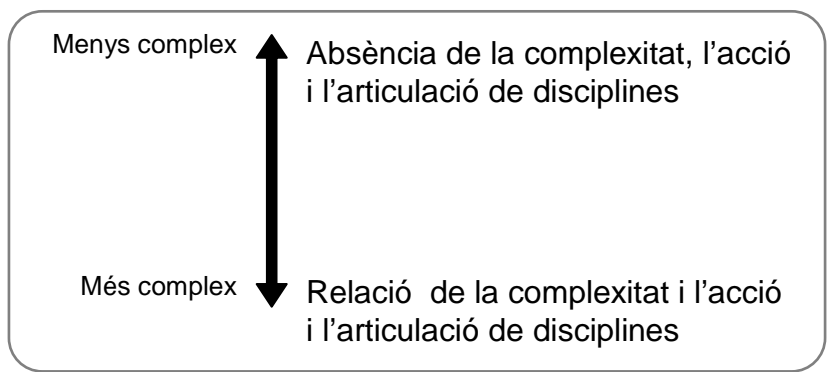 Menys complex
Absència de la complexitat, l’acció
i l’articulació de disciplines
Més complex
Relació de la complexitat i l’acció
i l’articulació de disciplines